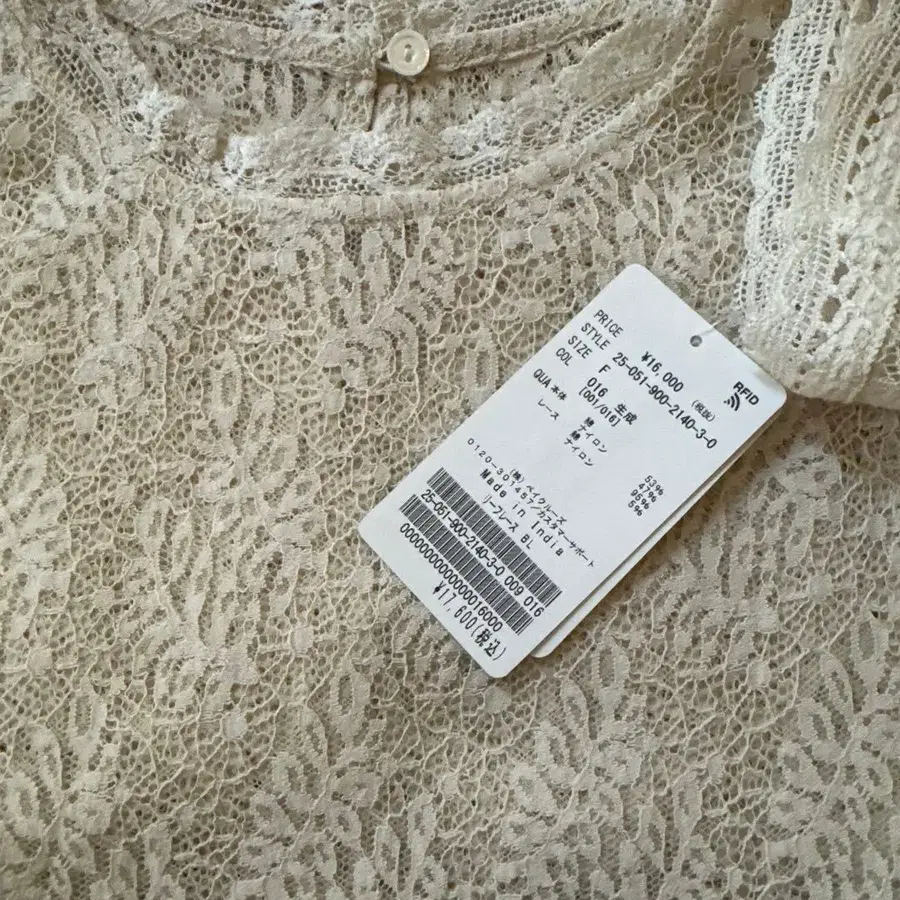 RFID
PRICE ¥16,000 (税抜)
STYLE 25-051-900-2140-3-0
SIZE F
COL 016 生成
[001/016]
QUA 本体 綿 53%
ナイロン 47%
レース 綿 95%
ナイロン 5%
(株) ベイクルーズ
0120-301457/カスタマーサポート
Made in India
リーフレース BL
25-051-900-2140-3-0 009 016
0000000000000016000
¥17,600(税込)